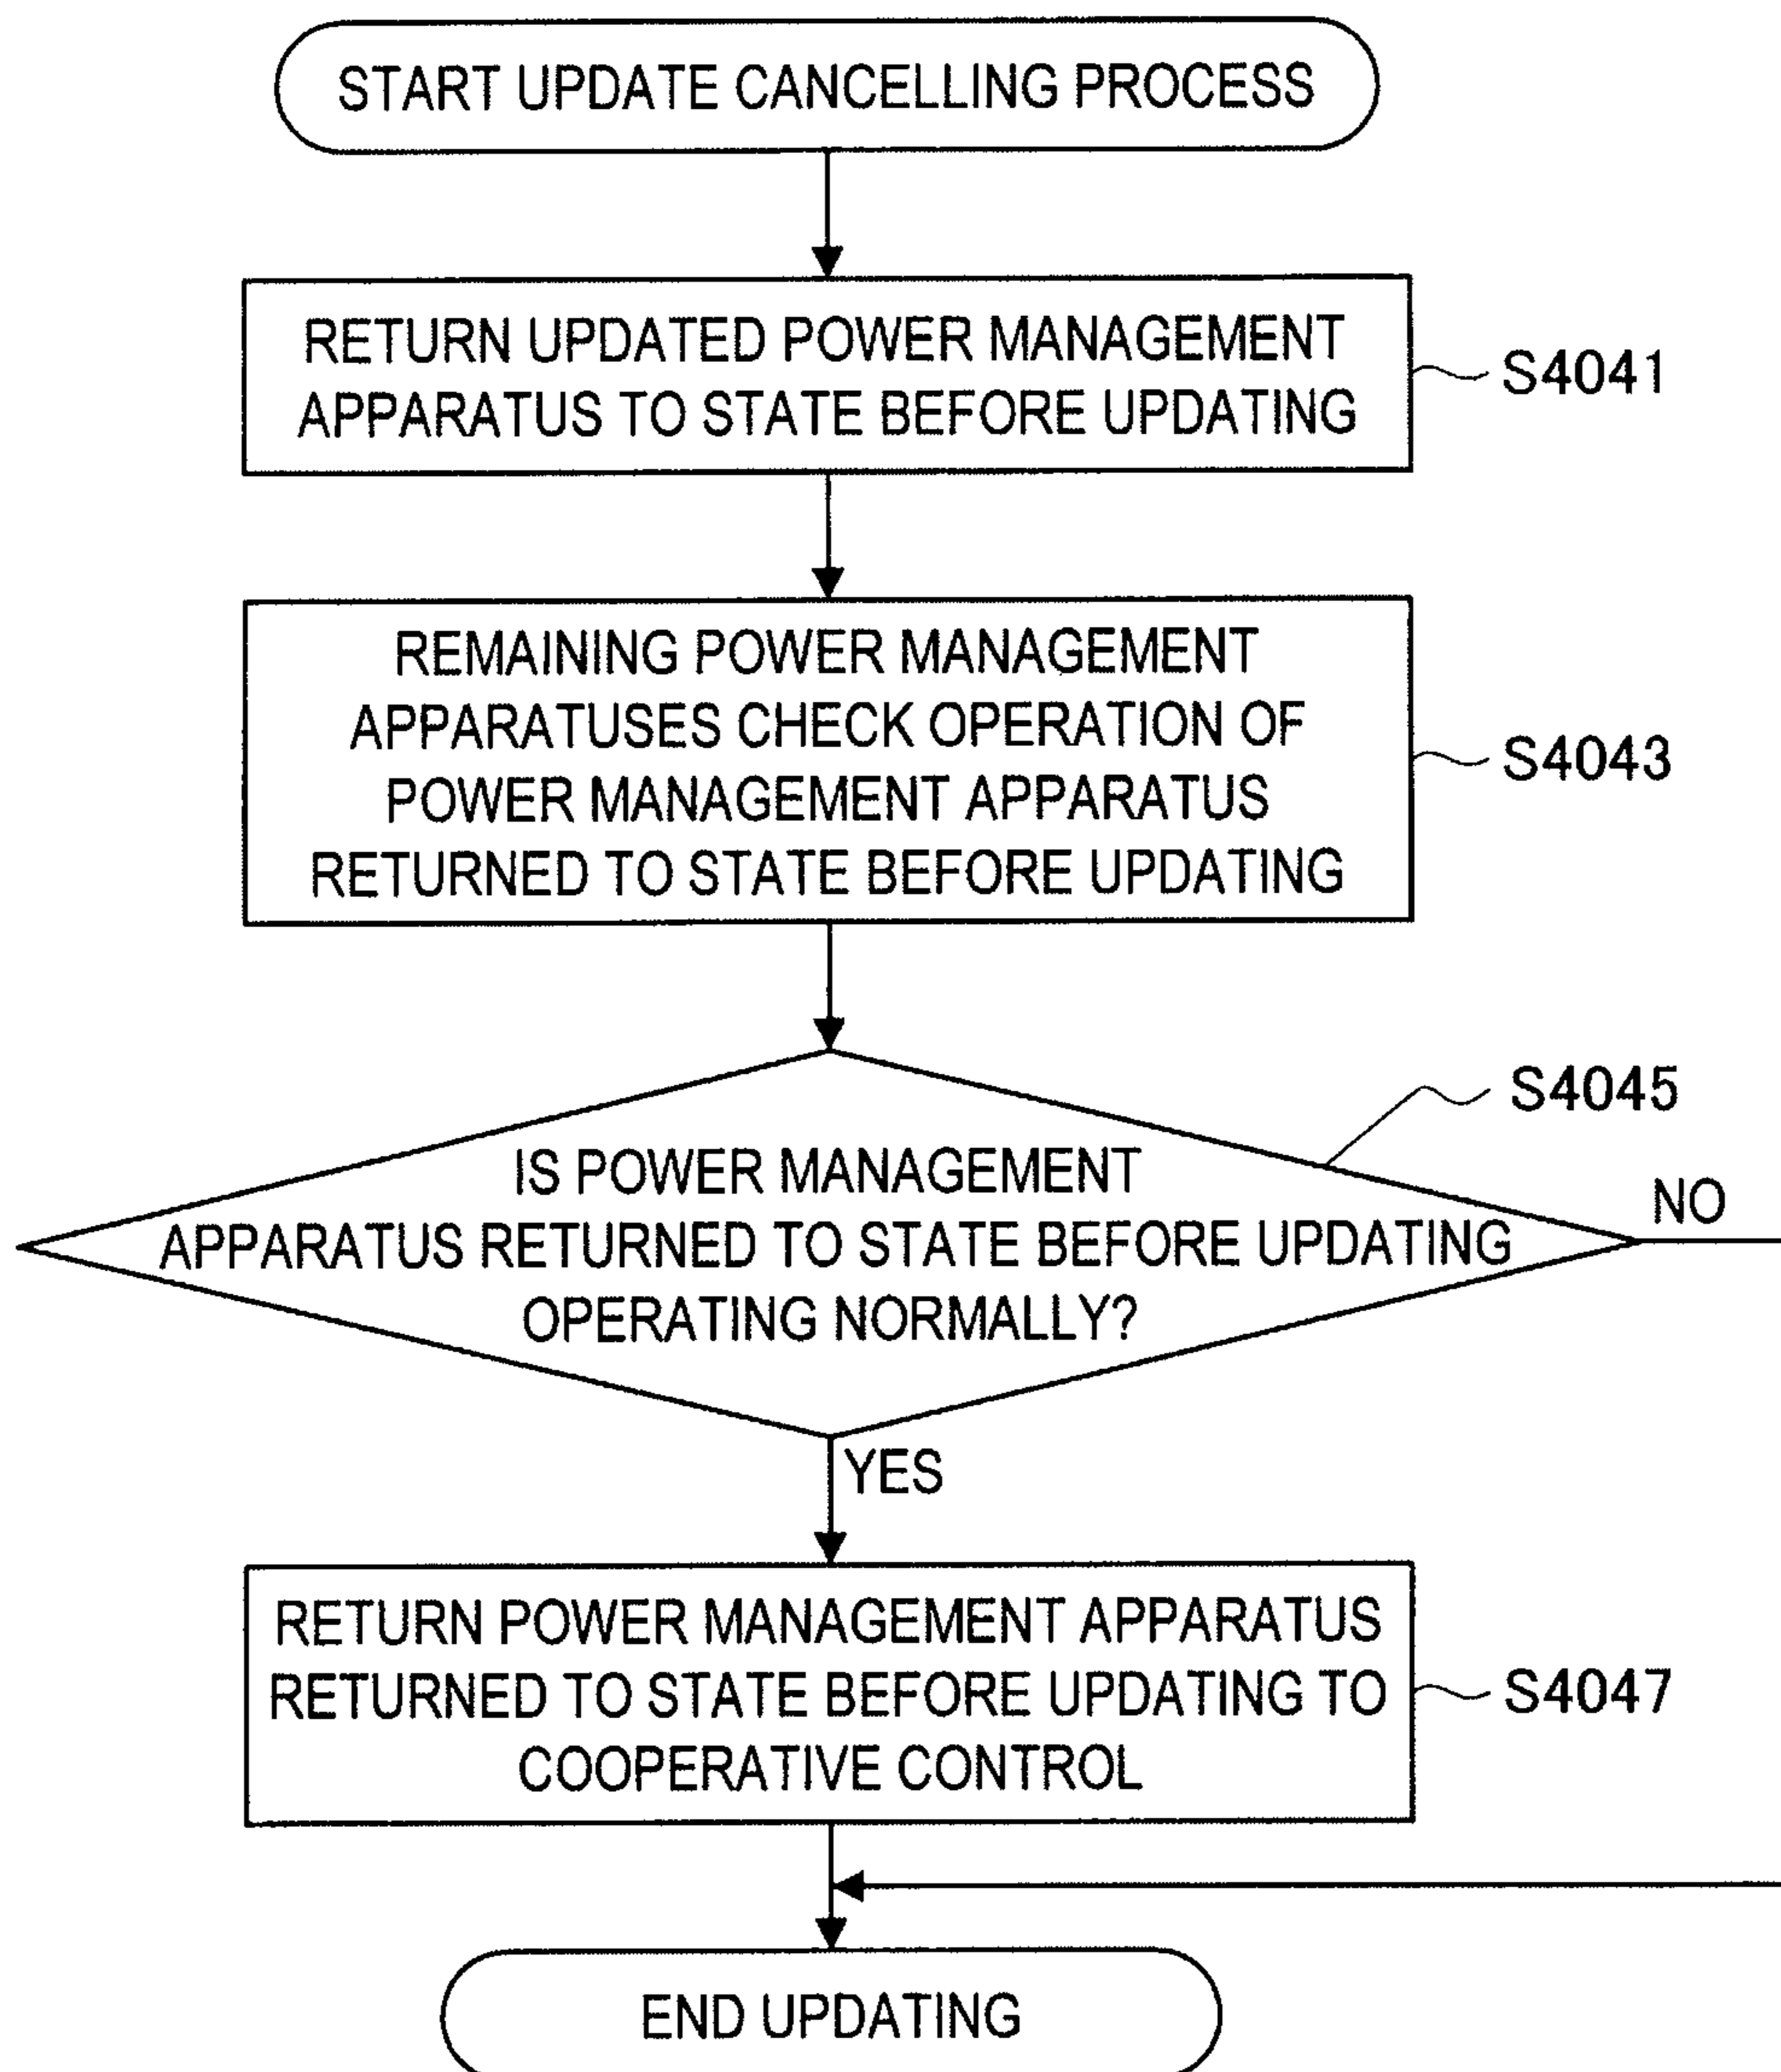 START UPDATE CANCELLING PROCESS
RETURN UPDATED POWER MANAGEMENT
APPARATUS TO STATE BEFORE UPDATING
S4041
REMAINING POWER MANAGEMENT
APPARATUSES CHECK OPERATION OF
POWER MANAGEMENT APPARATUS
RETURNED TO STATE BEFORE UPDATING
S4043
S4045
IS POWER MANAGEMENT
APPARATUS RETURNED TO STATE BEFORE UPDATING
OPERATING NORMALLY?
NO
YES
RETURN POWER MANAGEMENT APPARATUS
RETURNED TO STATE BEFORE UPDATING TO
COOPERATIVE CONTROL
S4047
END UPDATING